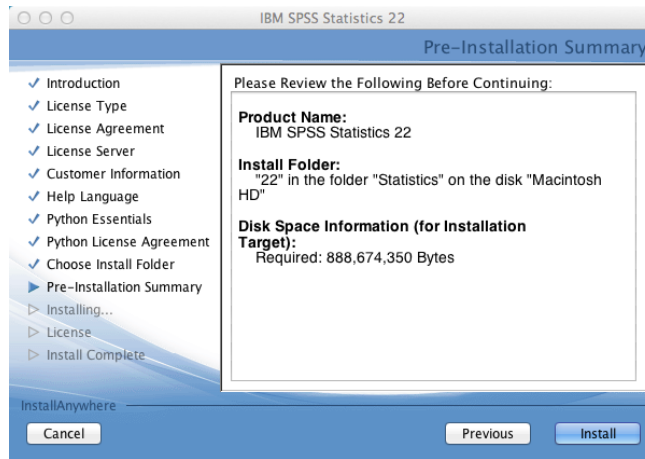 IBM SPSS Statistics 22
Pre-Installation Summary
Introduction
License Type
License Agreement
License Server
Customer Information
Help Language
Python Essentials
Python License Agreement
Choose Install Folder
Pre-Installation Summary
Installing...
License
Install Complete
Please Review the Following Before Continuing:
Product Name:
IBM SPSS Statistics 22
Install Folder:
"22" in the folder "Statistics" on the disk "Macintosh
HD"
Disk Space Information (for Installation
Target):
Required: 888,674,350 Bytes
InstallAnywhere
Cancel
Previous
Install